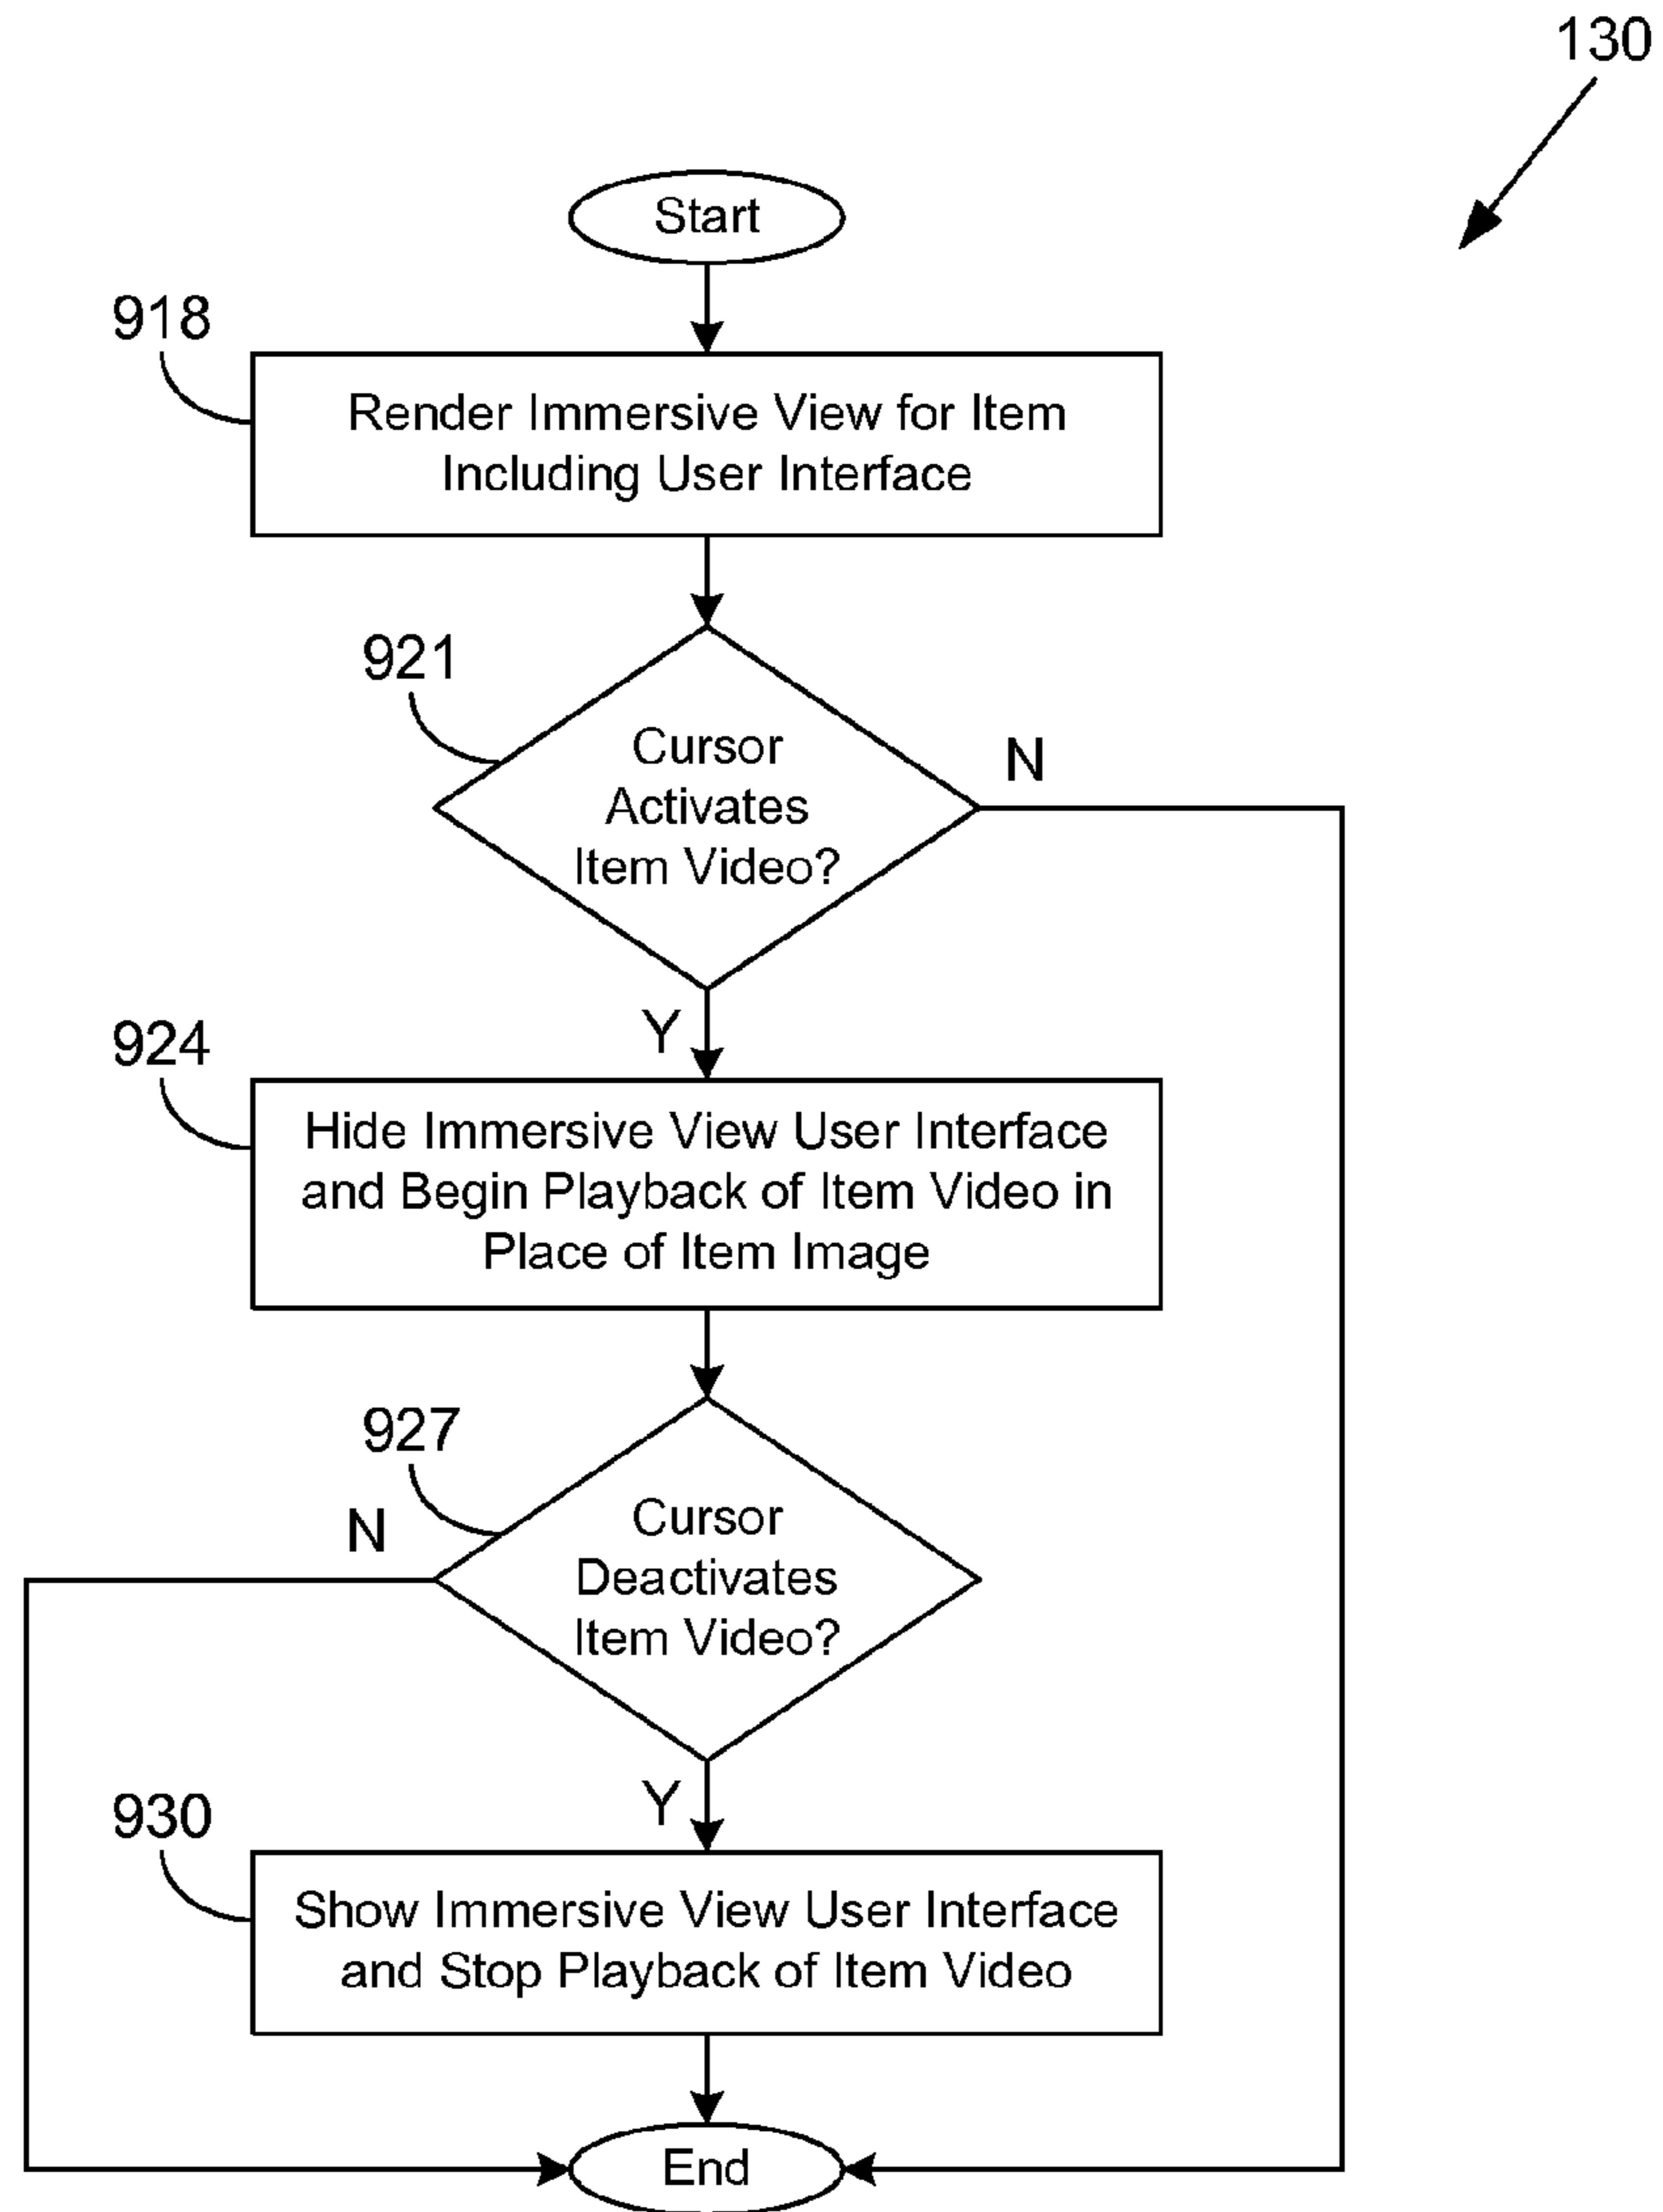 130
Start
918
Render Immersive View for Item
Including User Interface
921
Cursor
Activates
Item Video?
N
Y
924
Hide Immersive View User Interface
and Begin Playback of Item Video in
Place of Item Image
927
N
Cursor
Deactivates
Item Video?
Y
930
Show Immersive View User Interface
and Stop Playback of Item Video
End